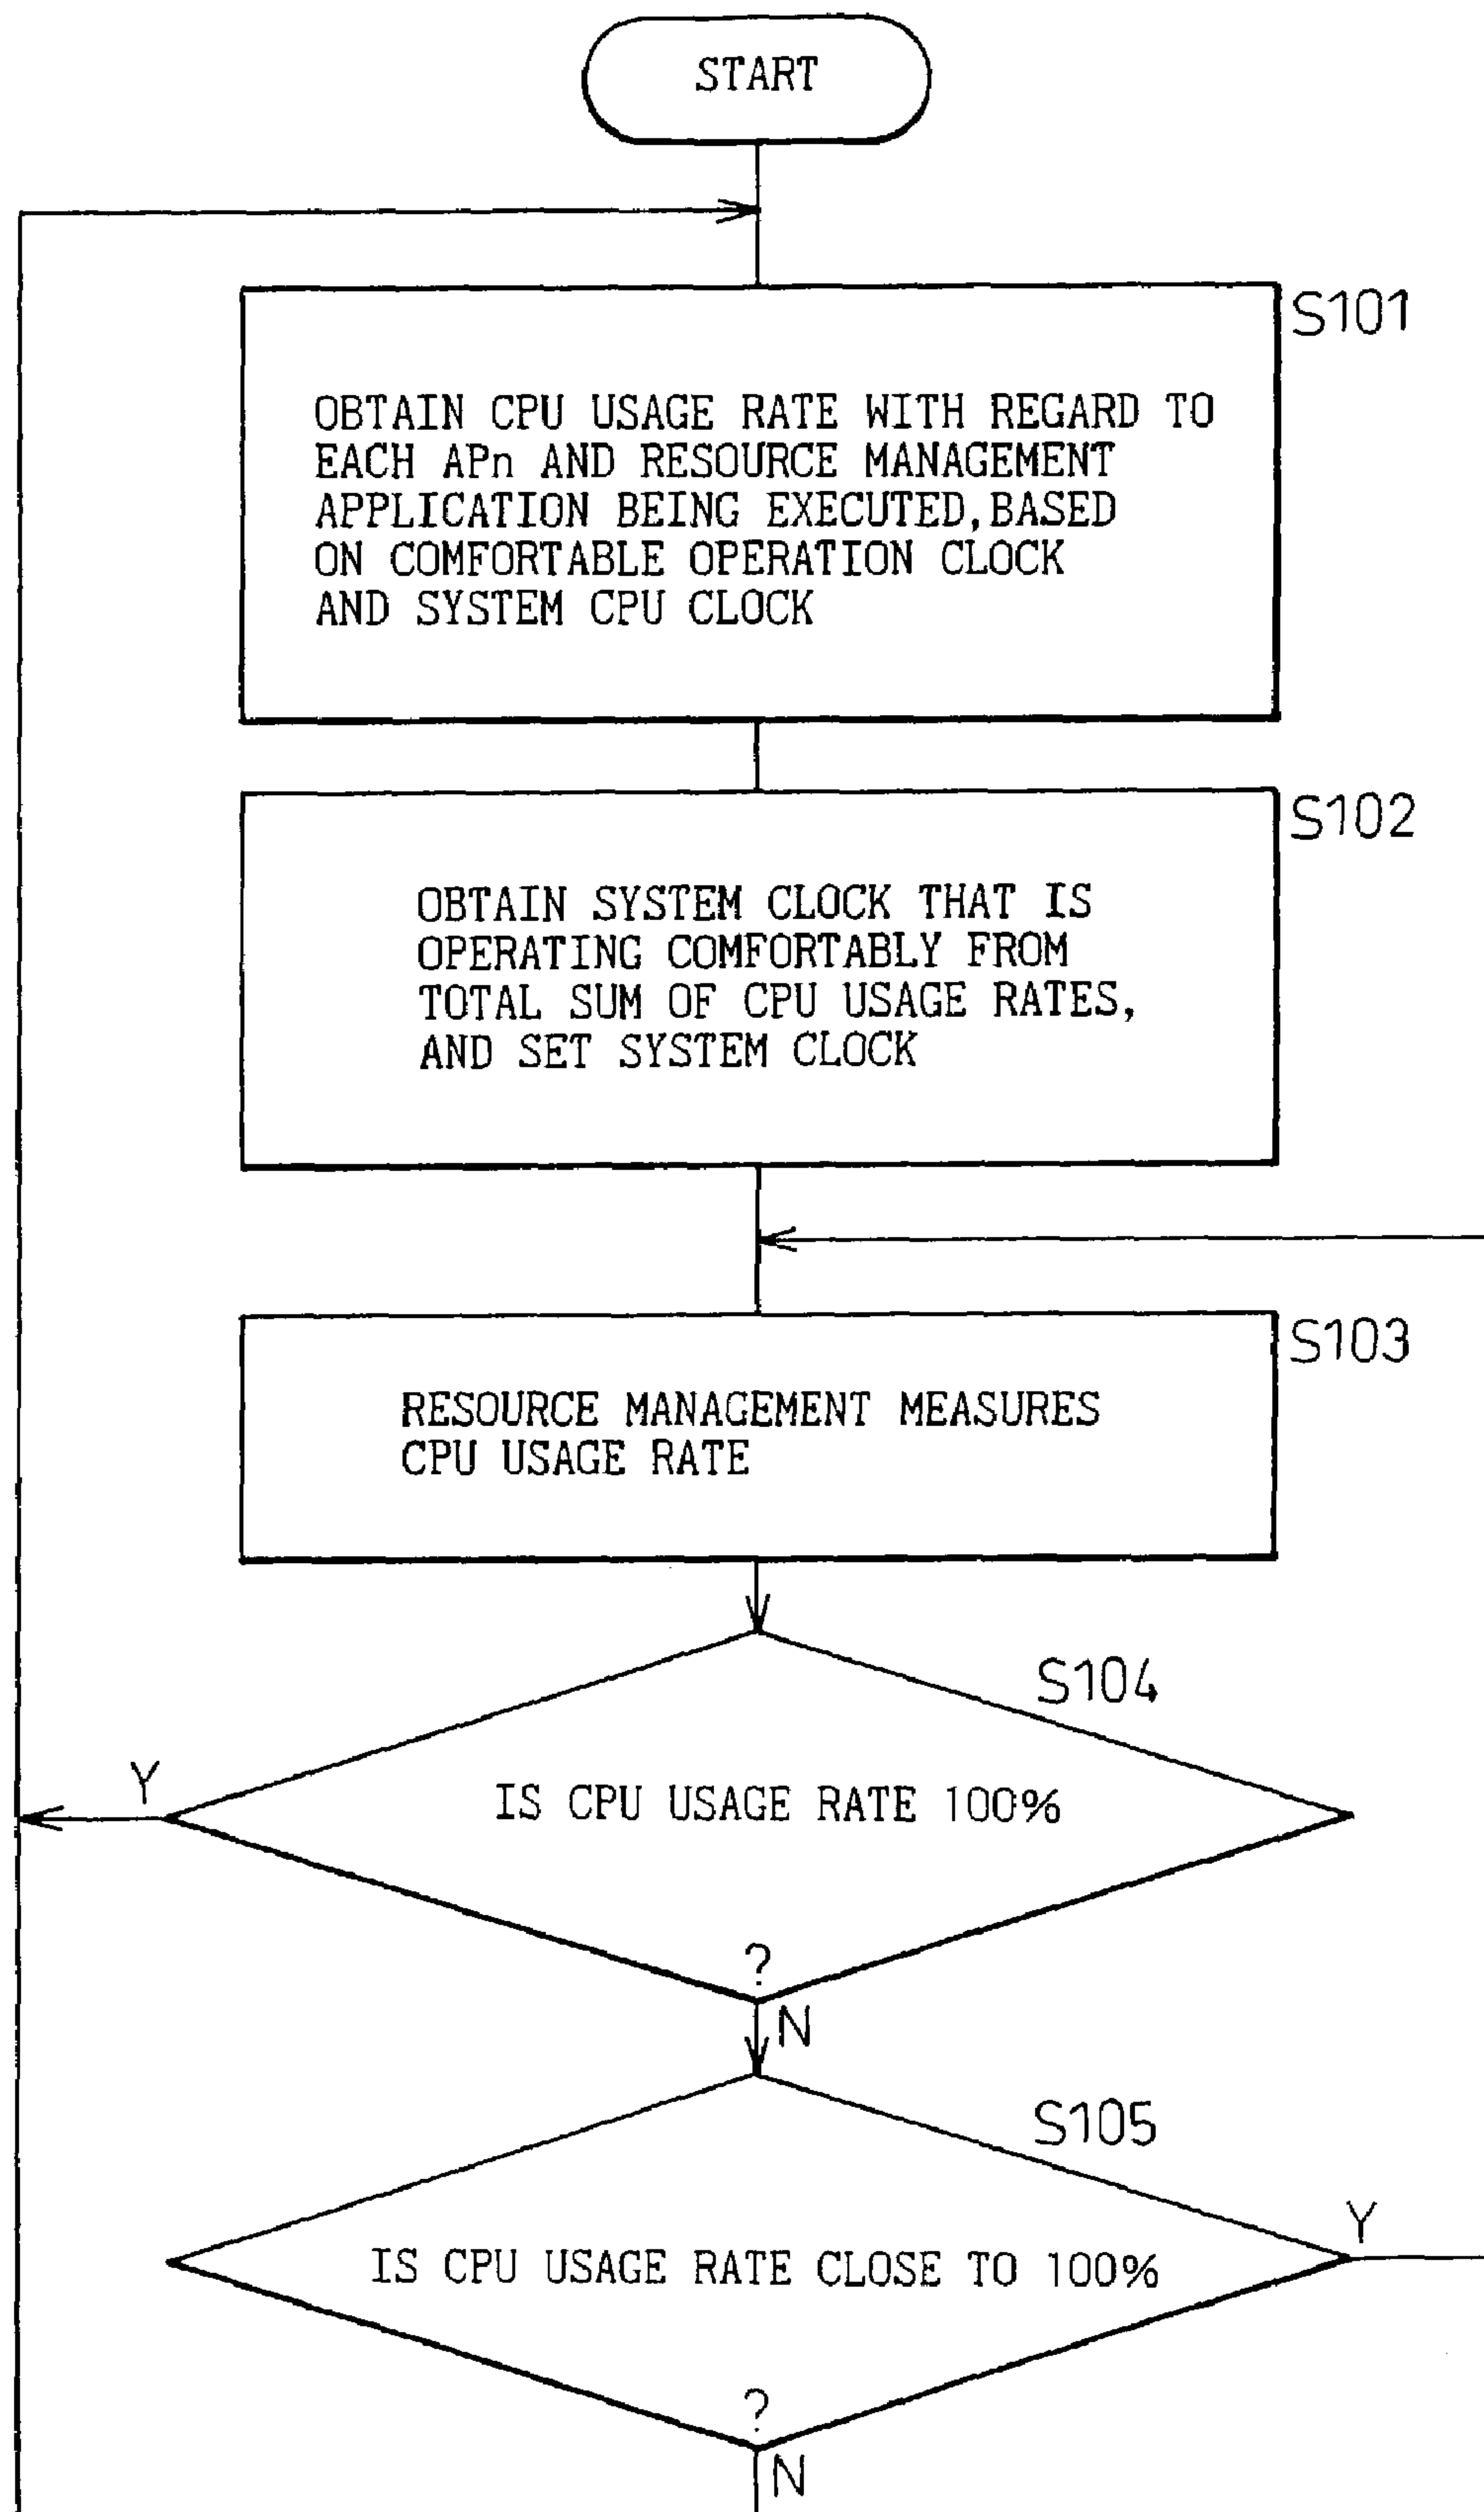 START
S101
OBTAIN CPU USAGE RATE WITH REGARD TO
EACH APn AND RESOURCE MANAGEMENT
APPLICATION BEING EXECUTED, BASED
ON COMFORTABLE OPERATION CLOCK
AND SYSTEM CPU CLOCK
S102
OBTAIN SYSTEM CLOCK THAT IS
OPERATING COMFORTABLY FROM
TOTAL SUM OF CPU USAGE RATES,
AND SET SYSTEM CLOCK
S103
RESOURCE MANAGEMENT MEASURES
CPU USAGE RATE
S104
Y
IS CPU USAGE RATE 100%
?
N
S105
Y
IS CPU USAGE RATE CLOSE TO 100%
?
N